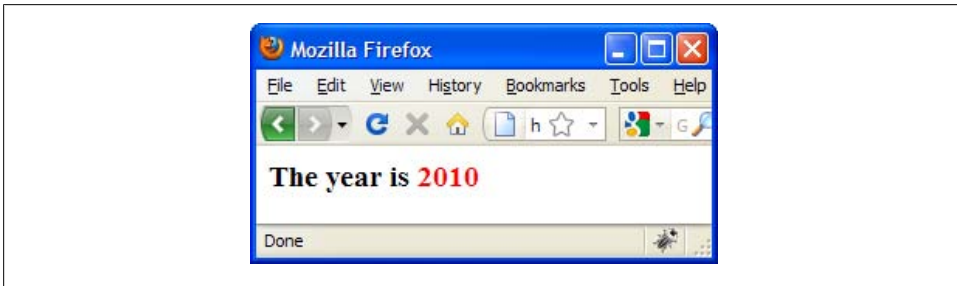 Mozilla Firefox
File Edit View History Bookmarks Tools Help
h G
The year is 2010
Done